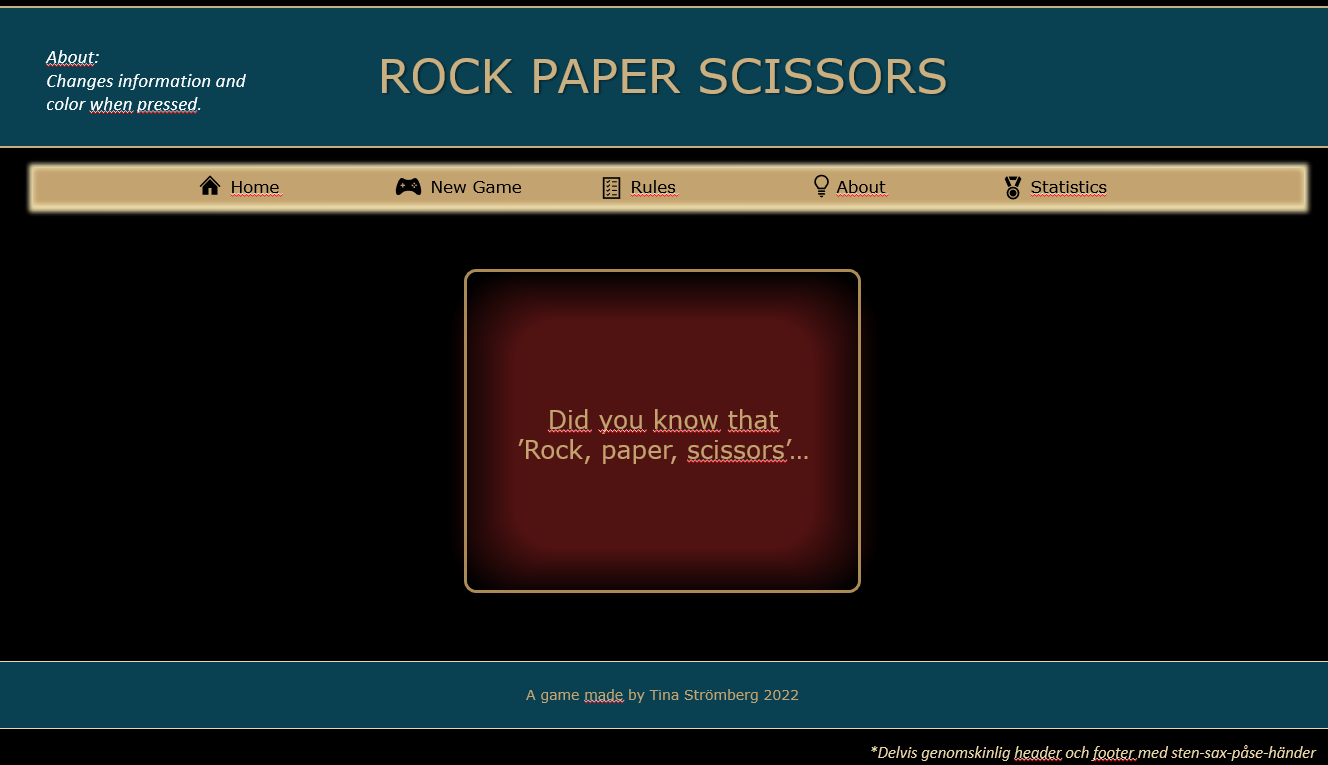 About:
Changes information and
color when pressed.
ROCK PAPER SCISSORS
Home
New Game
Rules
About
Statistics
Did you know that
’Rock, paper, scissors’...
A game made by Tina Strömberg 2022
*Delvis genomskinlig header och footer med sten-sax-påse-händer